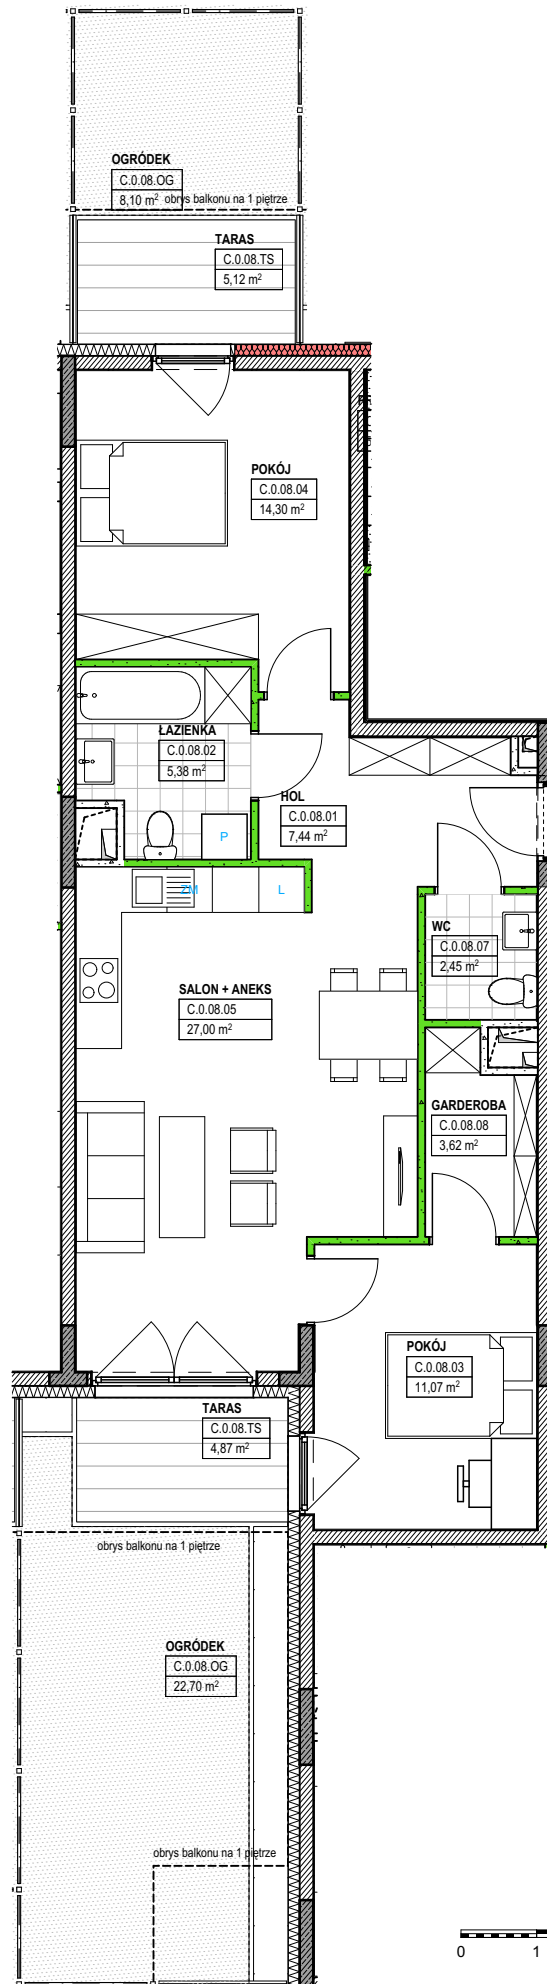 OGRÓDEK
C.0.08.OG
8,10 m²
obrys balkonu na 1 piętrze
TARAS
C.0.08.TS
5,12 m²
POKÓJ
C.0.08.04
14,30 m²
ŁAZIENKA
C.0.08.02
5,38 m²
HOL
C.0.08.01
7,44 m²
P
ZM
L
WC
C.0.08.07
2,45 m²
SALON + ANEKS
C.0.08.05
27,00 m²
GARDEROBA
C.0.08.08
3,62 m²
POKÓJ
C.0.08.03
11,07 m²
TARAS
C.0.08.TS
4,87 m²
obrys balkonu na 1 piętrze
OGRÓDEK
C.0.08.OG
22,70 m²
obrys balkonu na 1 piętrze
0 1